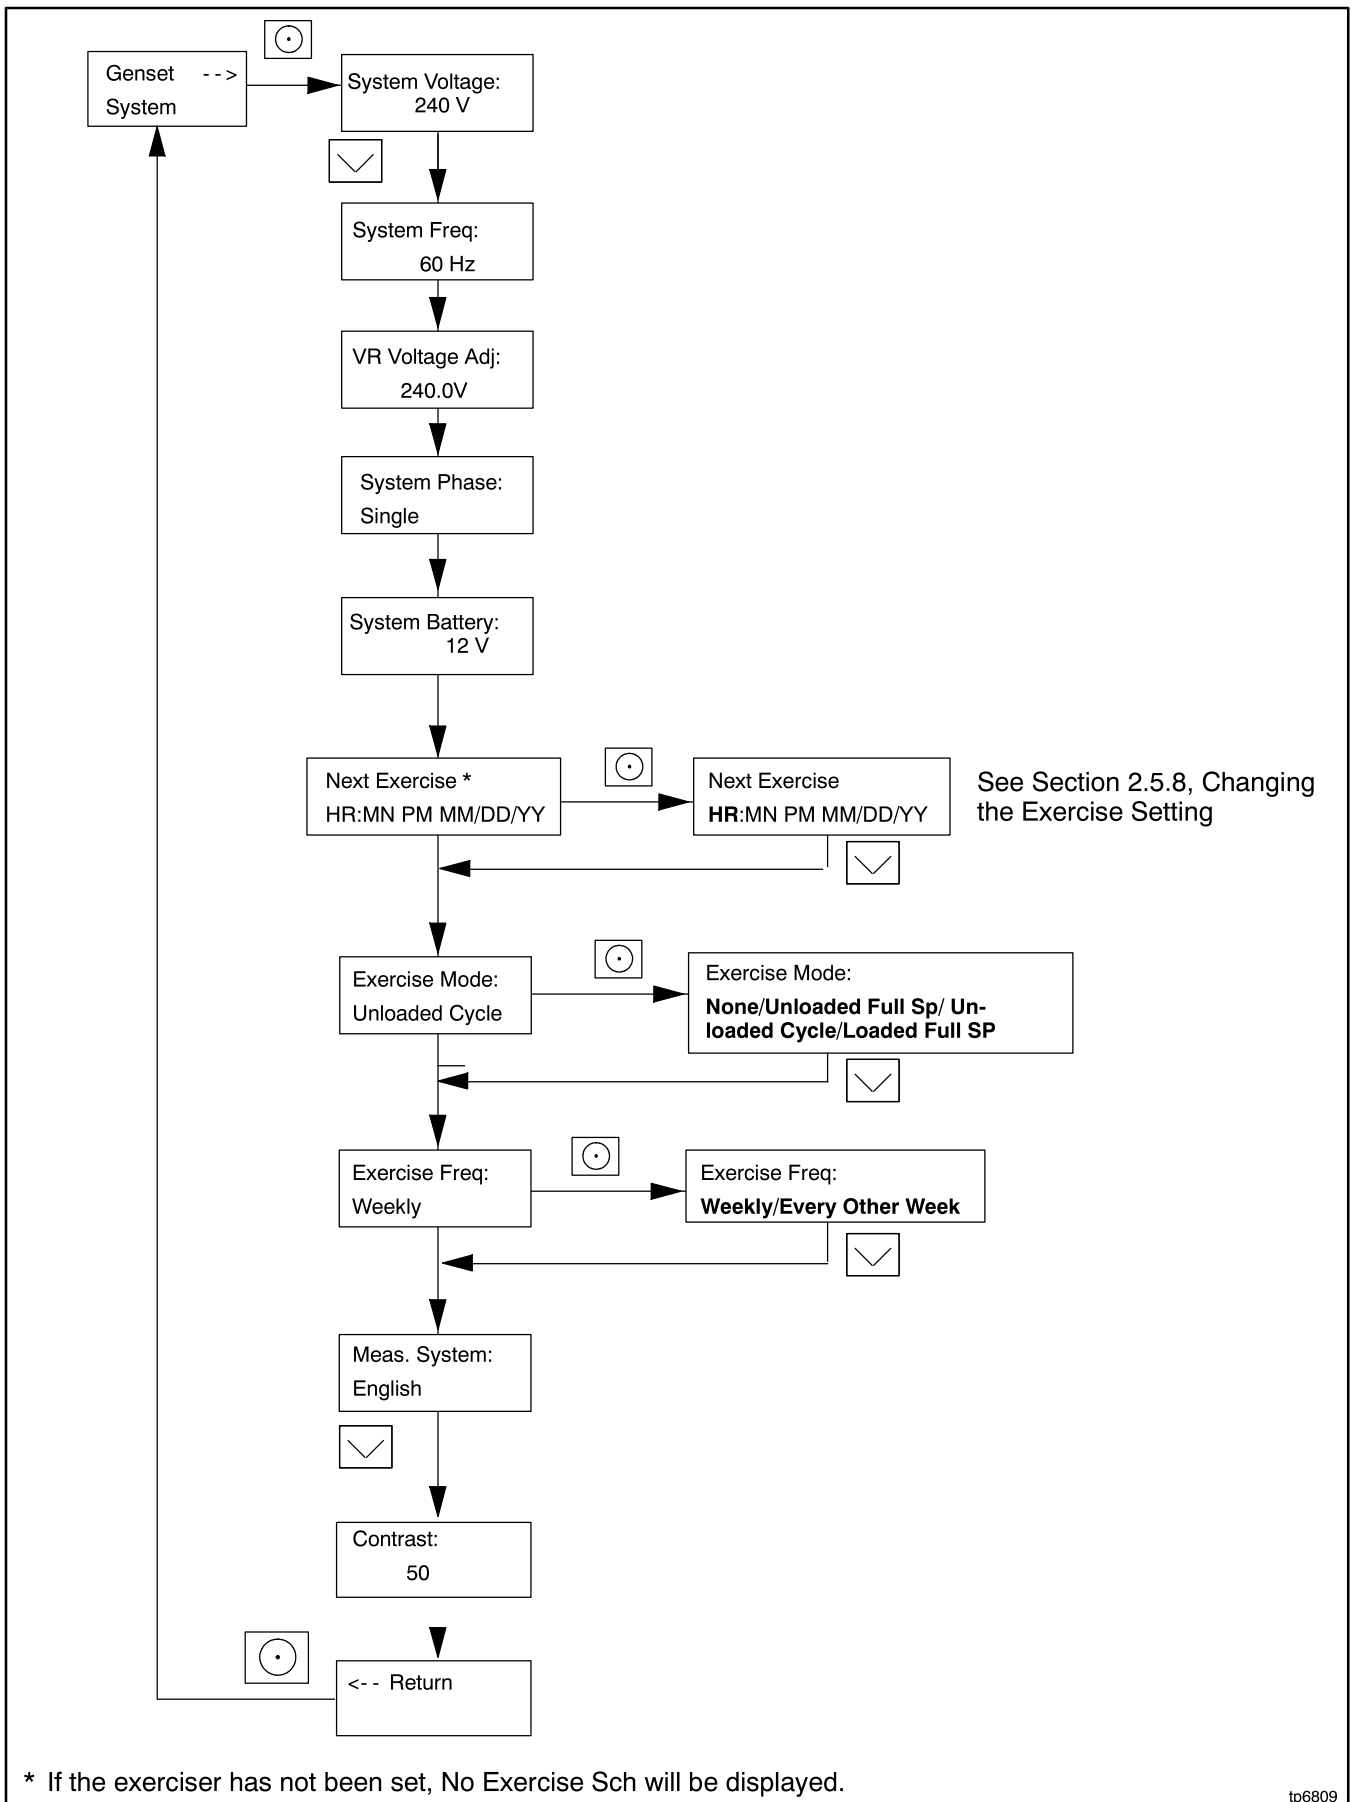 Genset -->
System
System Voltage:
240 V
System Freq:
60 Hz
VR Voltage Adj:
240.0V
System Phase:
Single
System Battery:
12 V
Next Exercise *
HR:MN PM MM/DD/YY
Next Exercise
HR:MN PM MM/DD/YY
See Section 2.5.8, Changing
the Exercise Setting
Exercise Mode:
Unloaded Cycle
Exercise Mode:
None/Unloaded Full Sp/ Un-
loaded Cycle/Loaded Full SP
Exercise Freq:
Weekly
Exercise Freq:
Weekly/Every Other Week
Meas. System:
English
Contrast:
50
<-- Return
* If the exerciser has not been set, No Exercise Sch will be displayed.
tp6809